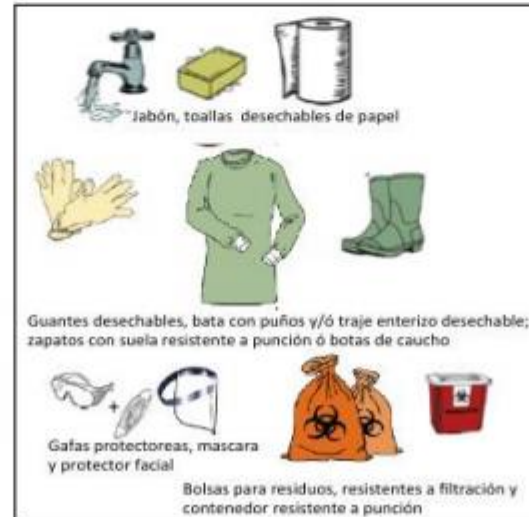 Jabón, toallas desechables de papel
Guantes desechables, bata con puños y/ó traje enterizo desechable;
zapatos con suela resistente a punción ó botas de caucho
Gafas protectoreas, mascara
y protector facial
Bolsas para residuos, resistentes a filtración y
contenedor resistente a punción